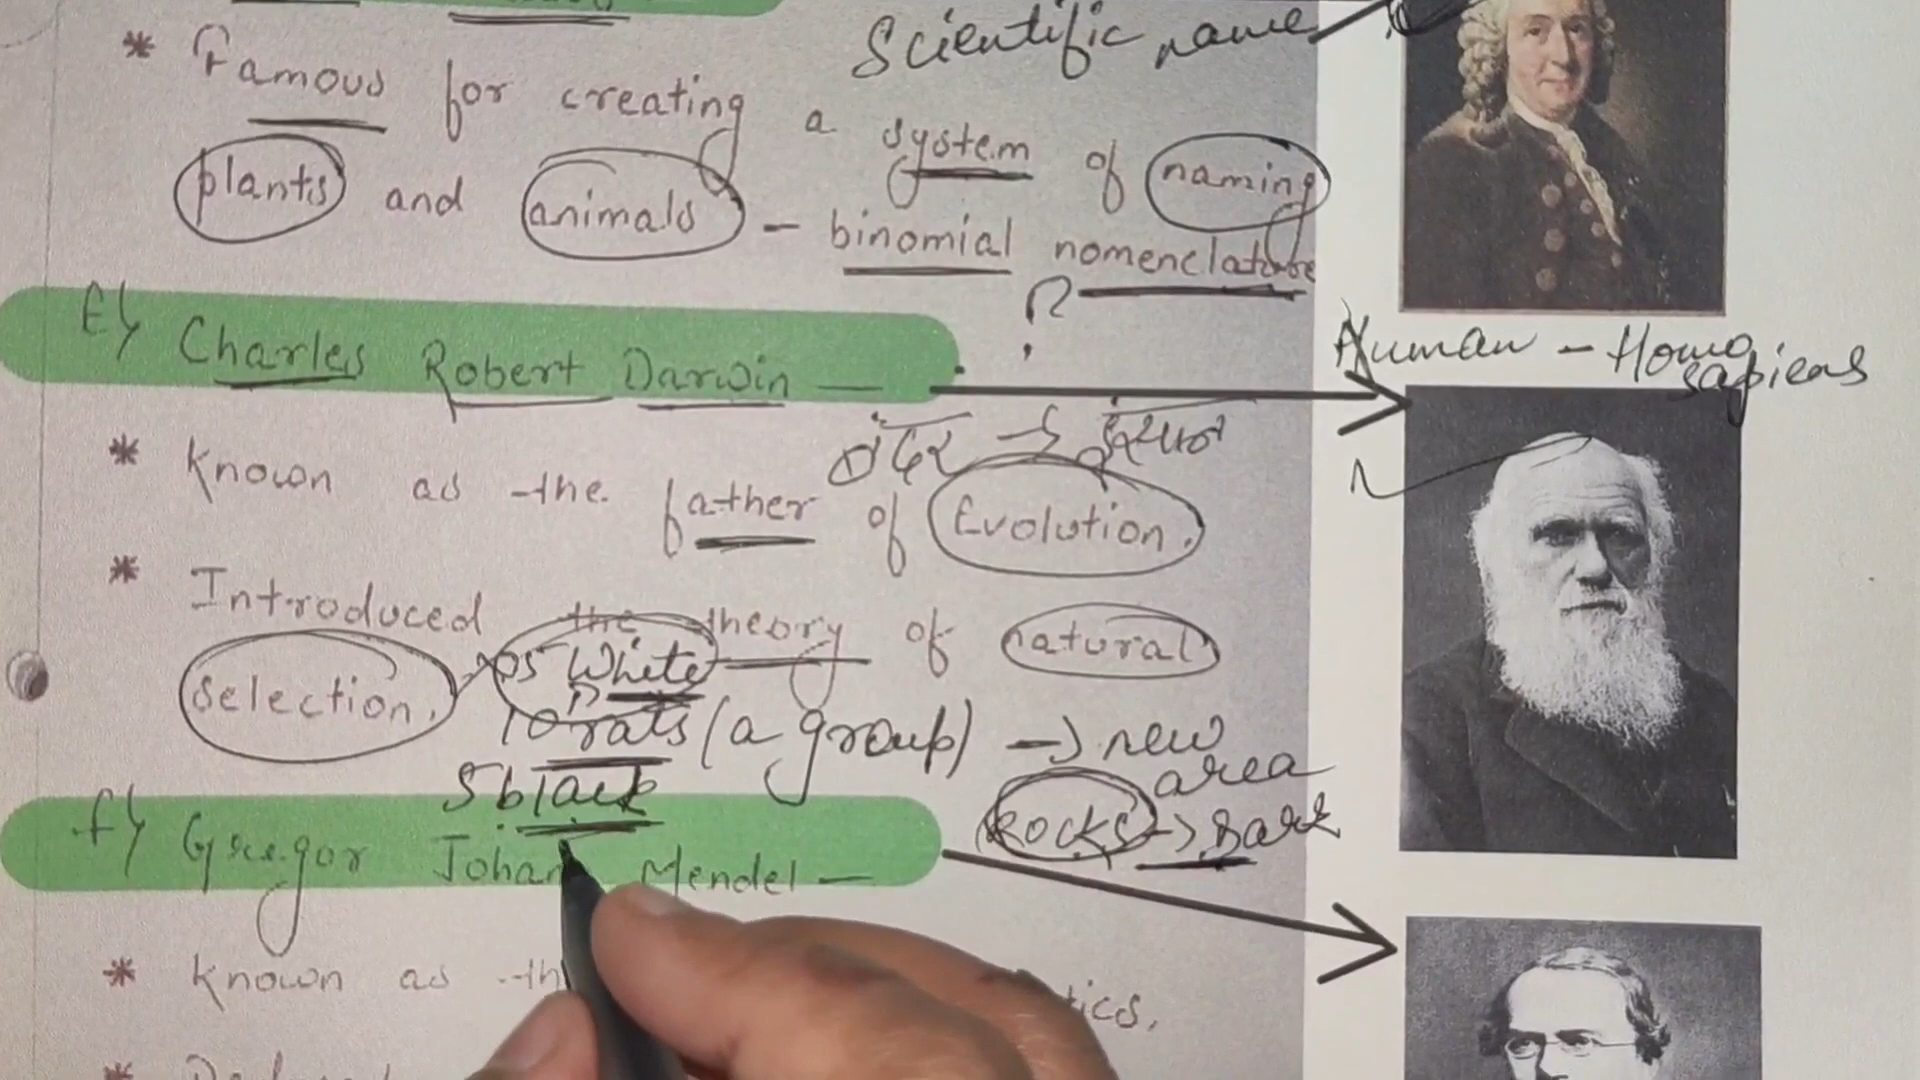 Scientific name
* Famous for creating a system of naming
plants and animals - binomial nomenclature
Human - Homo
sapiens
E) Charles Robert Darwin —
बंदर → इंसान
* Known as the father of Evolution.
* Introduced the theory of natural
selection. 5 White
10 rats (a group) → new
area
5 black
Rocks → Dark
f) Gregor Johan Mendel —
* Known as
*